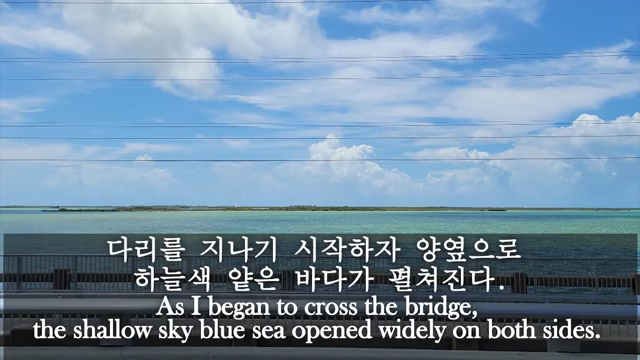 다리를 지나기 시작하자 양옆으로
하늘색 얕은 바다가 펼쳐진다.
As I began to cross the bridge,
the shallow sky blue sea opened widely on both sides.